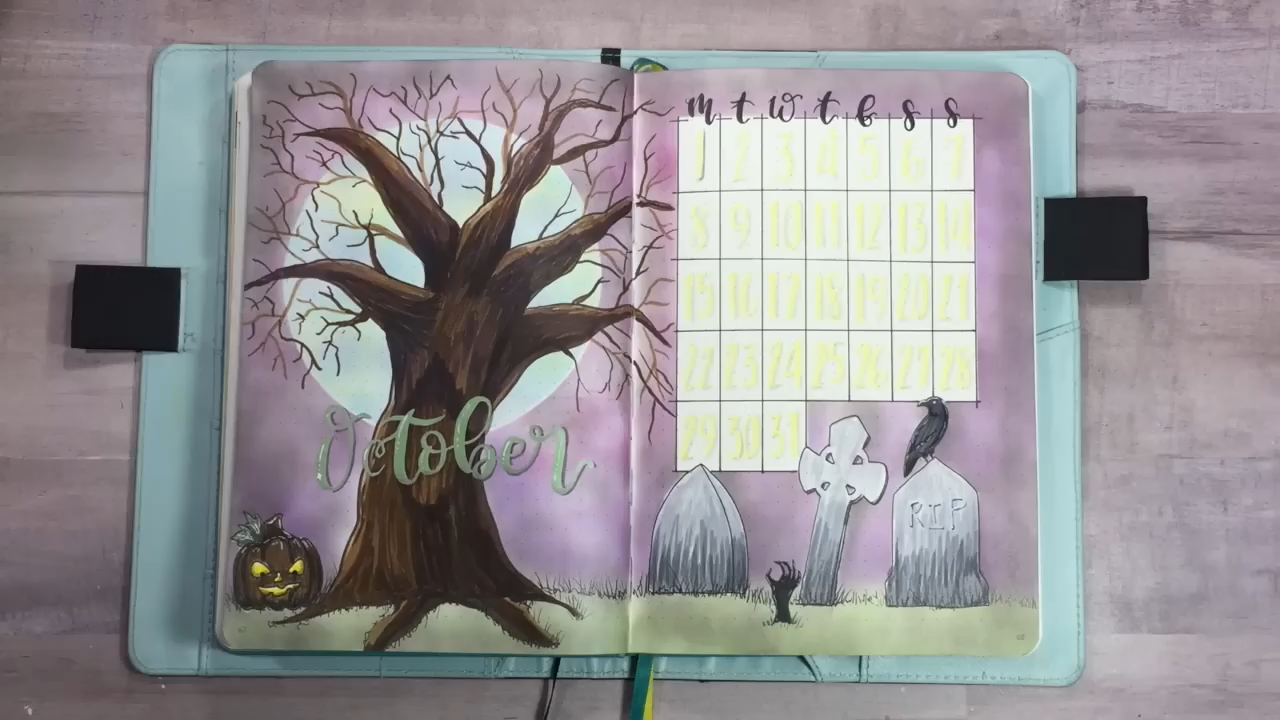 October
m t w t f s s
1 2 3 4 5 6 7
8 9 10 11 12 13 14
15 16 17 18 19 20 21
22 23 24 25 26 27 28
29 30 31
RIP